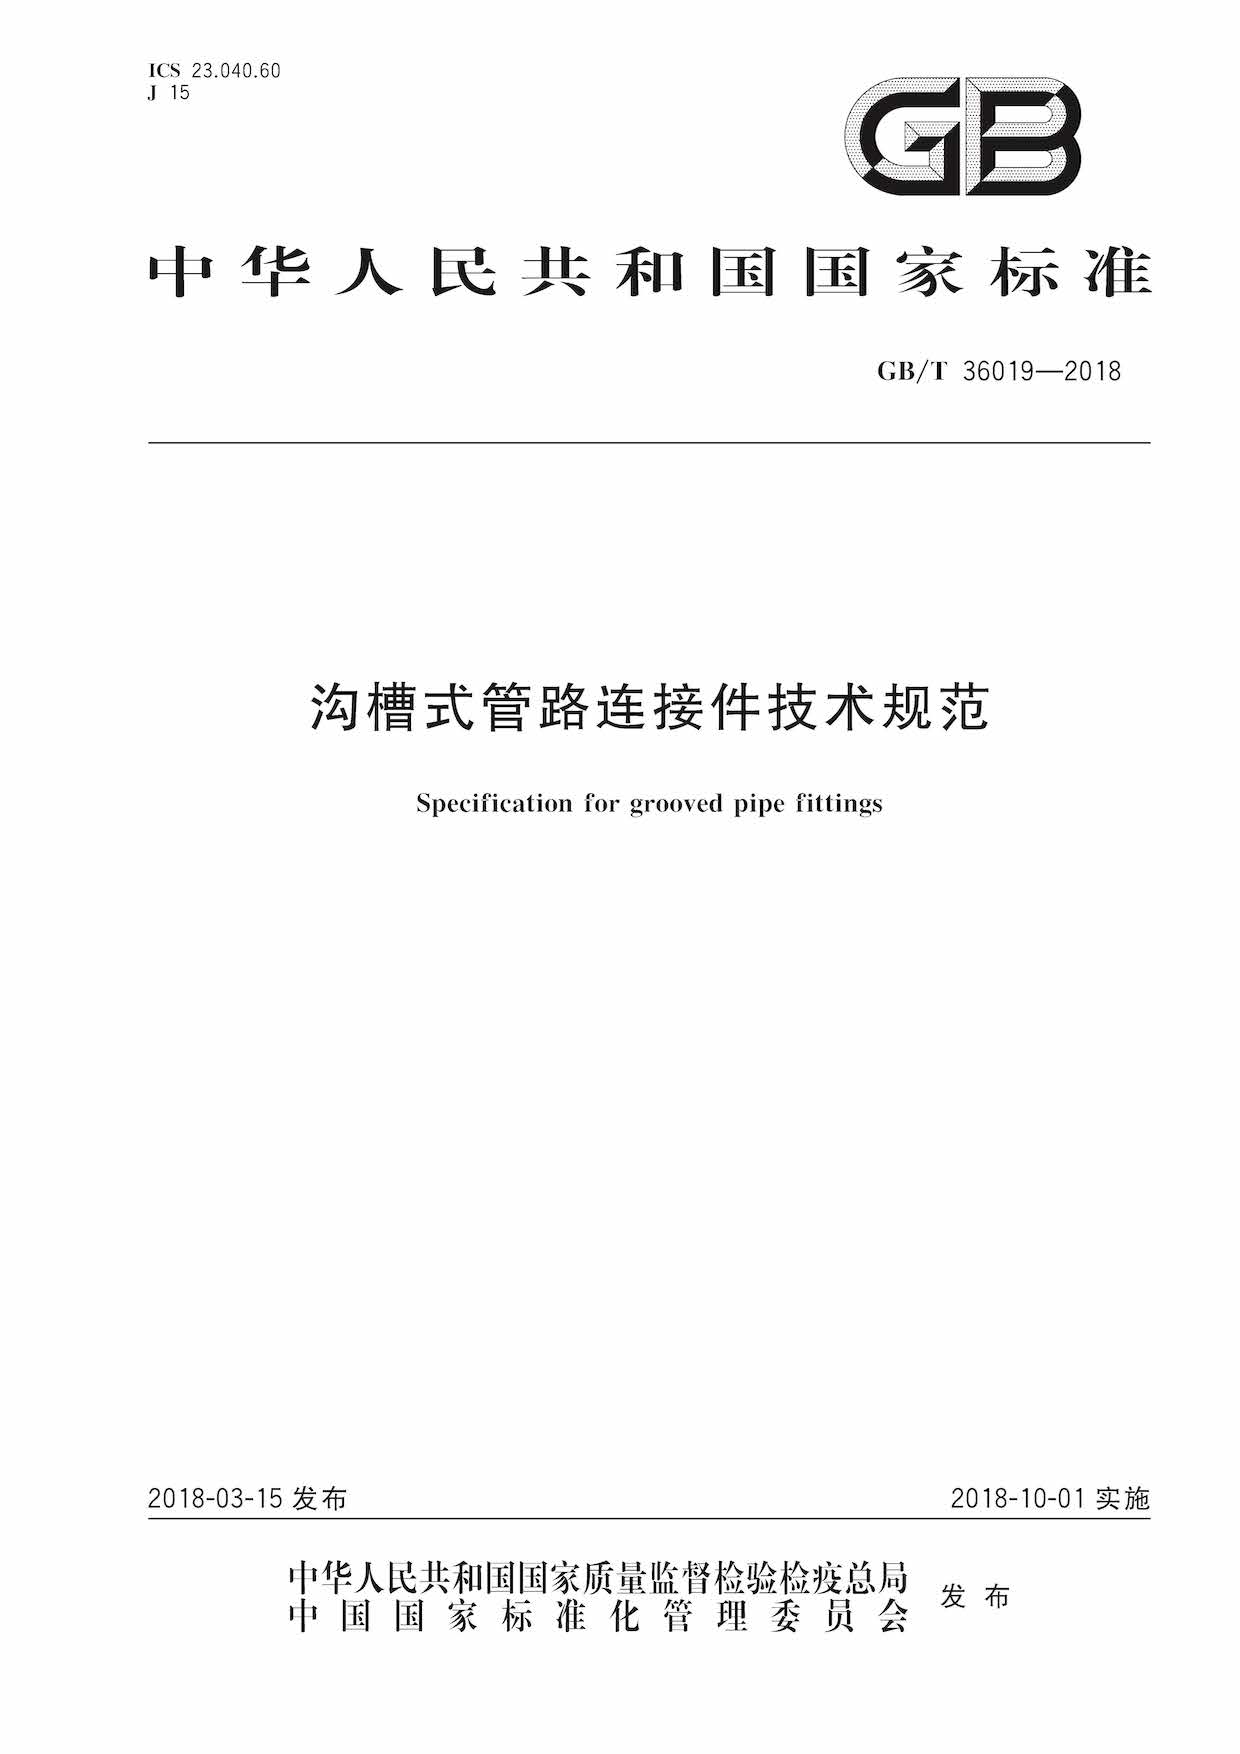 ICS 23.040.60
J 15
GB
中华人民共和国国家标准
GB/T 36019—2018
沟槽式管路连接件技术规范
Specification for grooved pipe fittings
2018-03-15 发布
2018-10-01 实施
中华人民共和国国家质量监督检验检疫总局
中国国家标准化管理委员会
发布